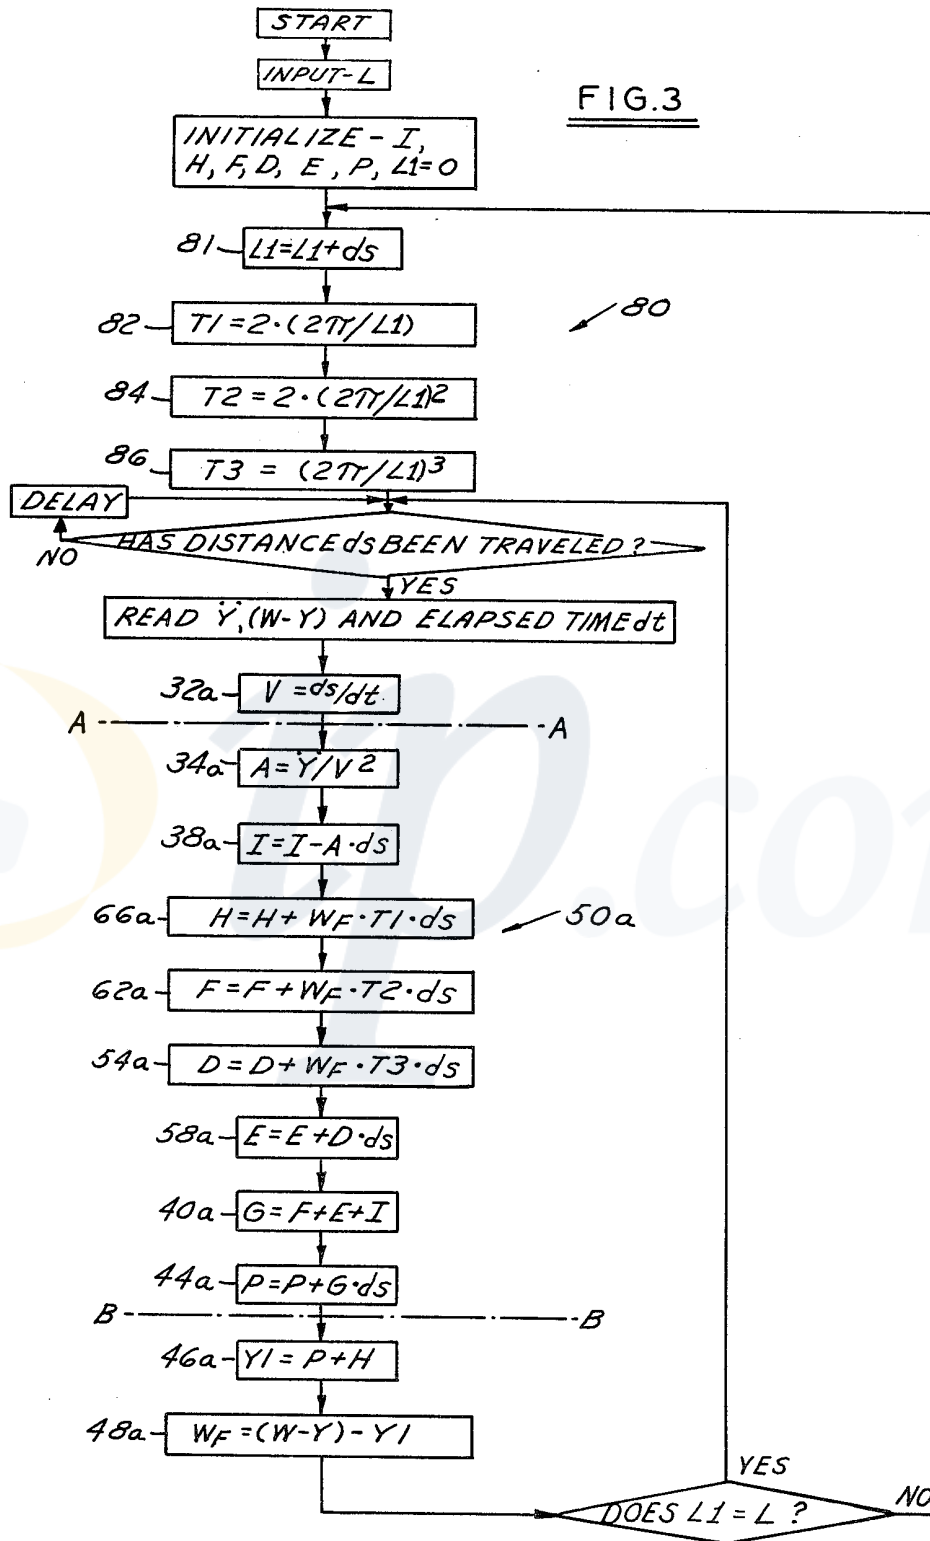 START
INPUT-L
FIG.3
INITIALIZE - I,
H, F, D, E, P, L1=0
81
L1=L1+ds
80
82
T1=2·(2π/L1)
84
T2=2·(2π/L1)²
86
T3 = (2π/L1)³
DELAY
HAS DISTANCE ds BEEN TRAVELED?
NO
YES
READ Ÿ,(W-Y) AND ELAPSED TIME dt
32a
V = ds/dt
A
A
34a
A=Ÿ/V²
38a
I=I-A·ds
66a
H=H+WF·T1·ds
50a
62a
F=F+WF·T2·ds
54a
D=D+WF·T3·ds
58a
E=E+D·ds
40a
G=F+E+I
44a
P=P+G·ds
B
B
46a
Y1=P+H
48a
WF=(W-Y)-Y1
YES
DOES L1=L?
NO
ip.com